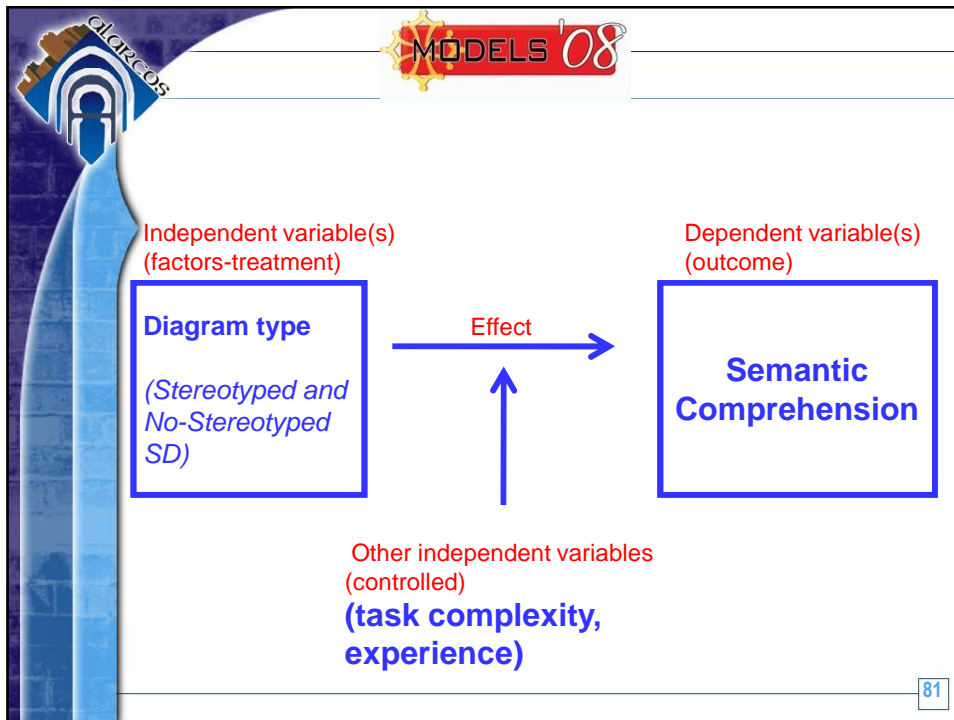 alarcos
MODELS '08
Independent variable(s)
(factors-treatment)
Dependent variable(s)
(outcome)
Diagram type
(Stereotyped and
No-Stereotyped
SD)
Effect
Semantic
Comprehension
Other independent variables
(controlled)
(task complexity,
experience)
81